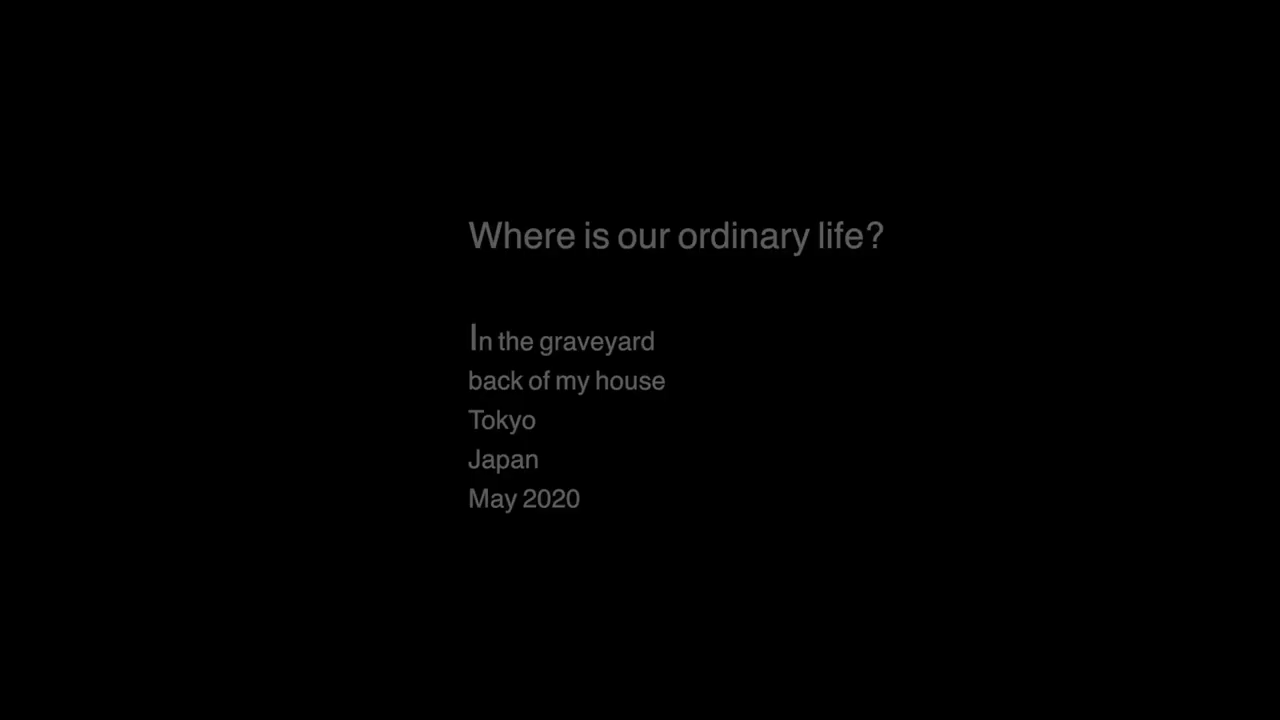 Where is our ordinary life?
In the graveyard
back of my house
Tokyo
Japan
May 2020